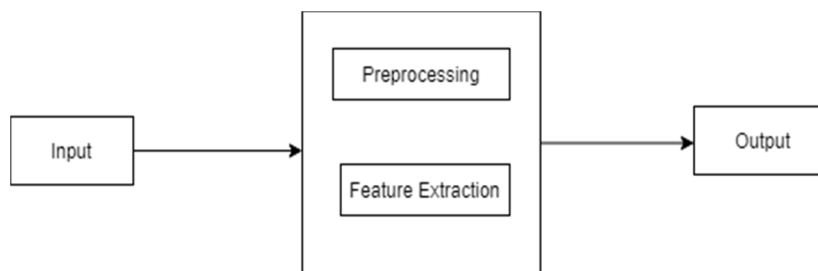 Preprocessing
Input
Output
Feature Extraction